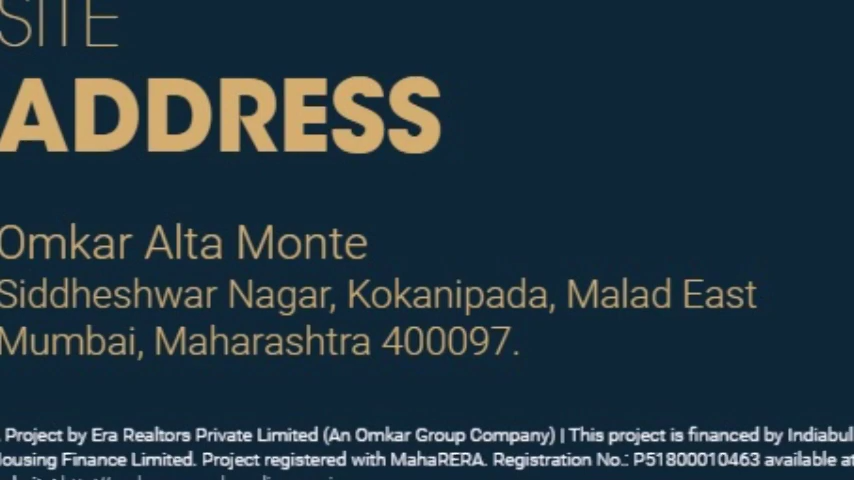 SITE
ADDRESS
Omkar Alta Monte
Siddheshwar Nagar, Kokanipada, Malad East
Mumbai, Maharashtra 400097.
Project by Era Realtors Private Limited (An Omkar Group Company) | This project is financed by Indiabul
Housing Finance Limited. Project registered with MahaRERA. Registration No.: P51800010463 available at